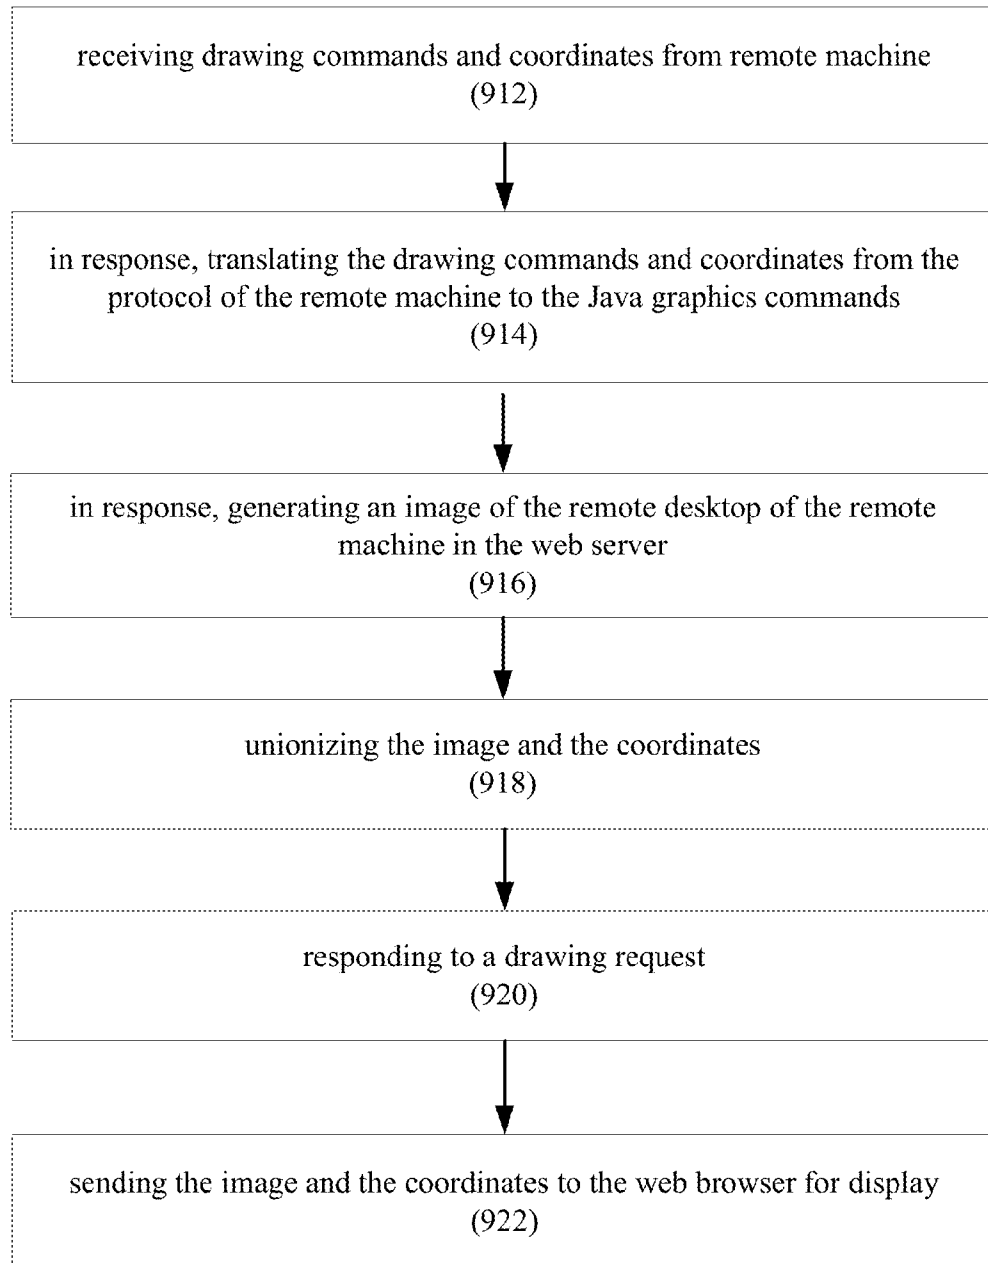 receiving drawing commands and coordinates from remote machine
(912)
in response, translating the drawing commands and coordinates from the
protocol of the remote machine to the Java graphics commands
(914)
in response, generating an image of the remote desktop of the remote
machine in the web server
(916)
unionizing the image and the coordinates
(918)
responding to a drawing request
(920)
sending the image and the coordinates to the web browser for display
(922)